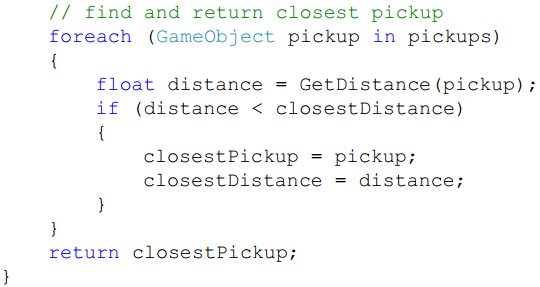 // find and return closest pickup
    foreach (GameObject pickup in pickups)
    {
        float distance = GetDistance(pickup);
        if (distance < closestDistance)
        {
            closestPickup = pickup;
            closestDistance = distance;
        }
    }
    return closestPickup;
}